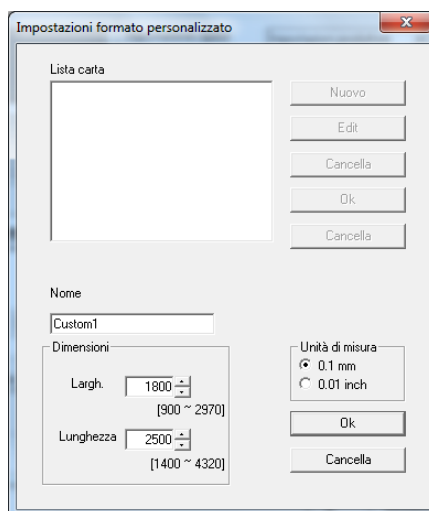 Impostazioni formato personalizzato
Lista carta
Nuovo
Edit
Cancella
Ok
Cancella
Nome
Custom1
Dimensioni
Largh. 1800
[900 ~ 2970]
Lunghezza 2500
[1400 ~ 4320]
Unità di misura
0.1 mm
0.01 inch
Ok
Cancella